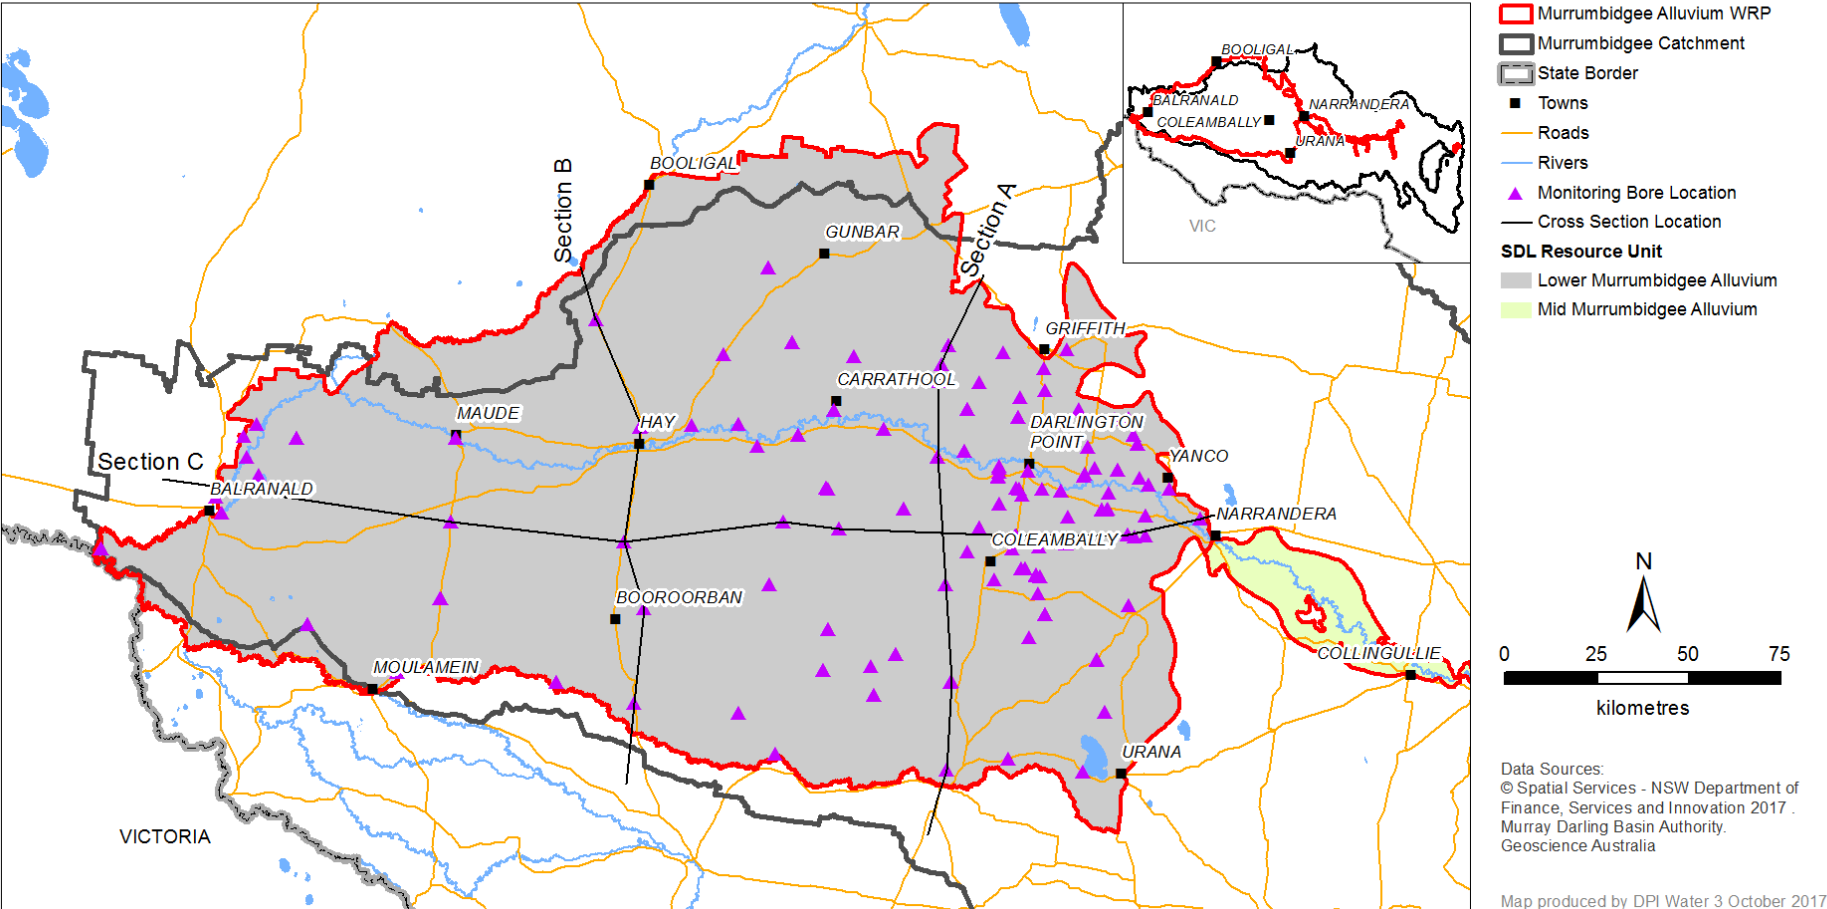 BOOLIGAL
Section B
GUNBAR
Section A
GRIFFITH
CARRATHOOL
MAUDE
HAY
DARLINGTON
POINT
YANCO
Section C
BALRANALD
NARRANDERA
COLEAMBALLY
BOOROORBAN
COLLINGULLIE
MOULAMEIN
URANA
VICTORIA
BOOLIGAL
BALRANALD
NARRANDERA
COLEAMBALLY
URANA
VIC
Murrumbidgee Alluvium WRP
Murrumbidgee Catchment
State Border
Towns
Roads
Rivers
Monitoring Bore Location
Cross Section Location
SDL Resource Unit
Lower Murrumbidgee Alluvium
Mid Murrumbidgee Alluvium
N
0 25 50 75
kilometres
Data Sources:
© Spatial Services - NSW Department of
Finance, Services and Innovation 2017 .
Murray Darling Basin Authority.
Geoscience Australia
Map produced by DPI Water 3 October 2017